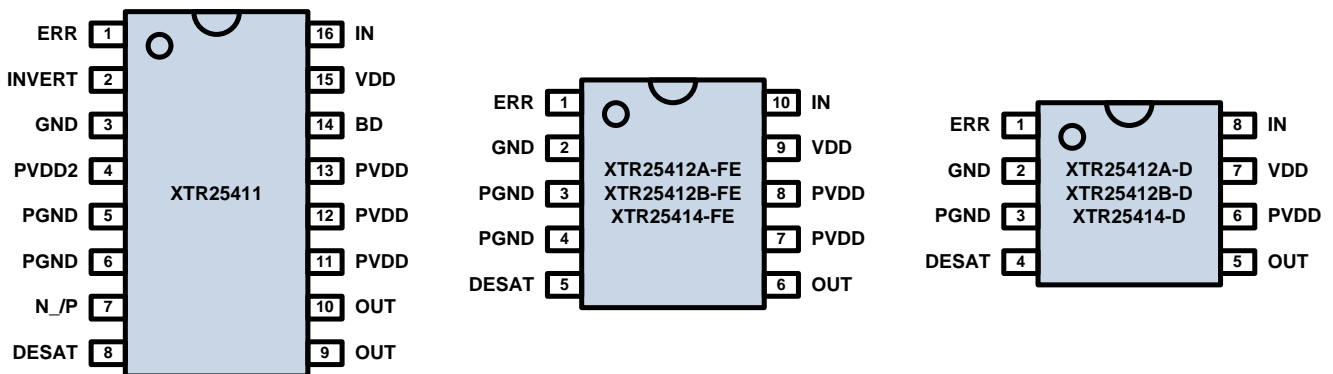 ERR 1 16 IN
INVERT 2 15 VDD
GND 3 14 BD
PVDD2 4 13 PVDD
XTR25411
PGND 5 12 PVDD
PGND 6 11 PVDD
N_/P 7 10 OUT
DESAT 8 9 OUT
ERR 1 10 IN
GND 2 9 VDD
XTR25412A-FE
PGND 3 8 PVDD
XTR25412B-FE
XTR25414-FE
PGND 4 7 PVDD
DESAT 5 6 OUT
ERR 1 8 IN
GND 2 7 VDD
XTR25412A-D
XTR25412B-D
PGND 3 6 PVDD
XTR25414-D
DESAT 4 5 OUT